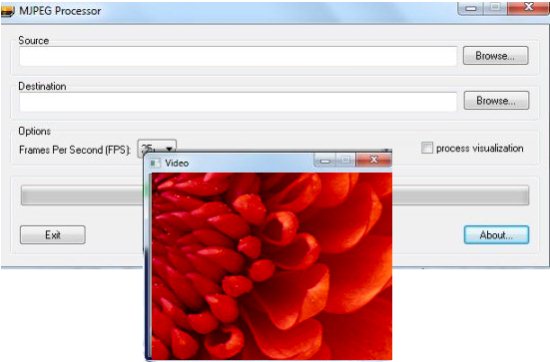 MJPEG Processor
Source
Browse...
Destination
Browse...
Options
Frames Per Second (FPS): 25
process visualization
Video
Exit
About...